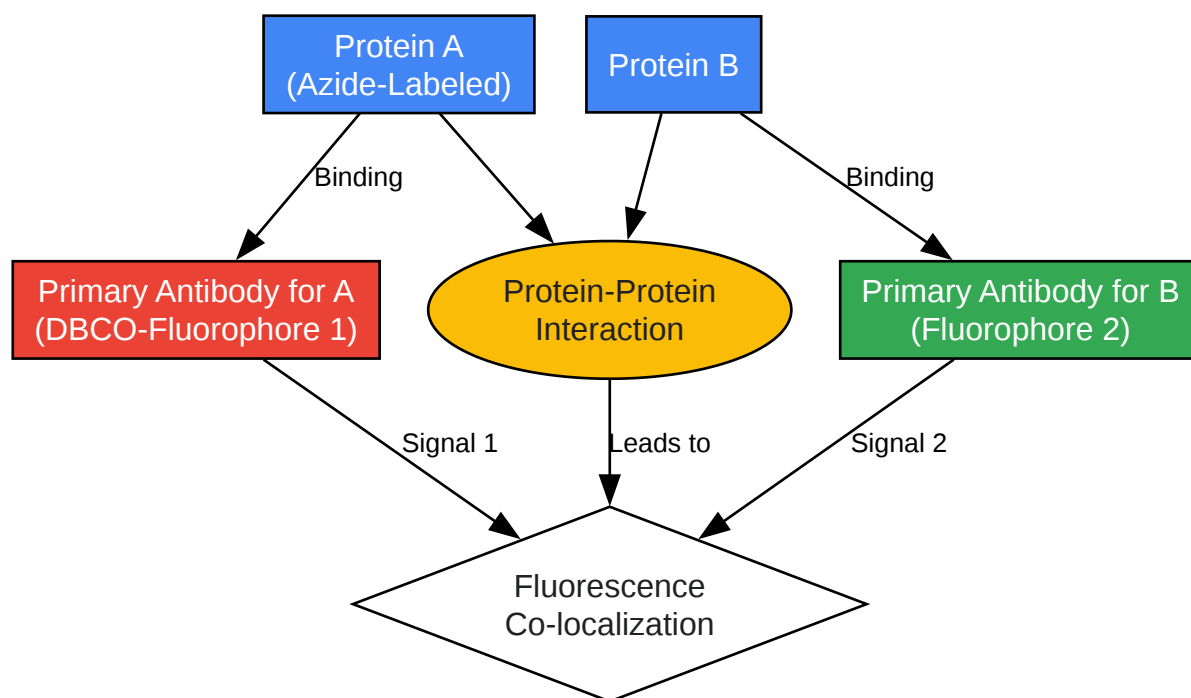 Protein A
(Azide-Labeled)
Protein B
Binding
Binding
Primary Antibody for A
(DBCO-Fluorophore 1)
Protein-Protein
Interaction
Primary Antibody for B
(Fluorophore 2)
Signal 1
Leads to
Signal 2
Fluorescence
Co-localization